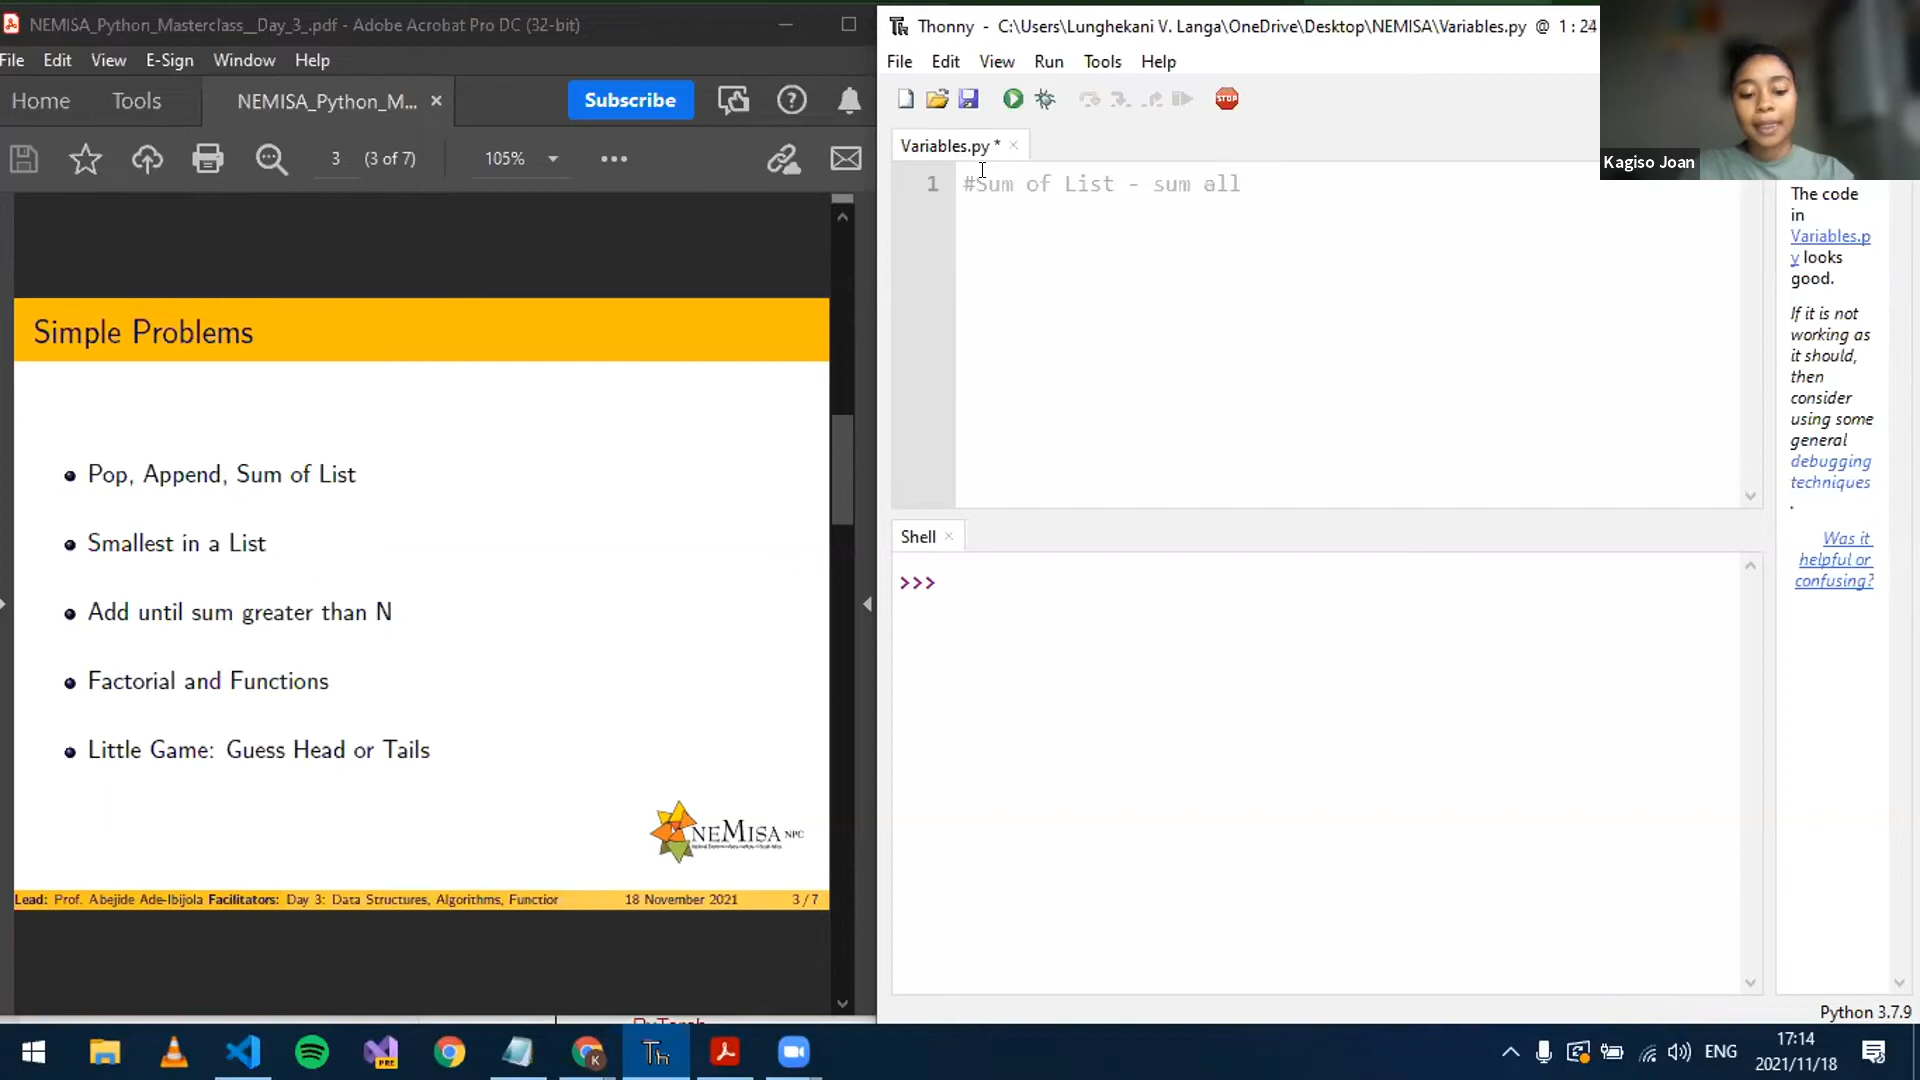 NEMISA_Python_Masterclass__Day_3_.pdf - Adobe Acrobat Pro DC (32-bit)
File Edit View E-Sign Window Help
Home Tools NEMISA_Python_M... ×
Subscribe
3 (3 of 7) 105%
Simple Problems
Pop, Append, Sum of List
Smallest in a List
Add until sum greater than N
Factorial and Functions
Little Game: Guess Head or Tails
NEMISA NPC
Lead: Prof. Abejide Ade-Ibijola Facilitators: Day 3: Data Structures, Algorithms, Function 18 November 2021 3 / 7
Thonny - C:\Users\Lunghekani V. Langa\OneDrive\Desktop\NEMISA\Variables.py @ 1 : 24
File Edit View Run Tools Help
STOP
Variables.py * ×
1 #Sum of List - sum all
Shell ×
>>>
Kagiso Joan
The code
in
Variables.p
y looks
good.
If it is not
working as
it should,
then
consider
using some
general
debugging
techniques
.
Was it
helpful or
confusing?
Python 3.7.9
PRE
K
Th
ENG
17:14
2021/11/18